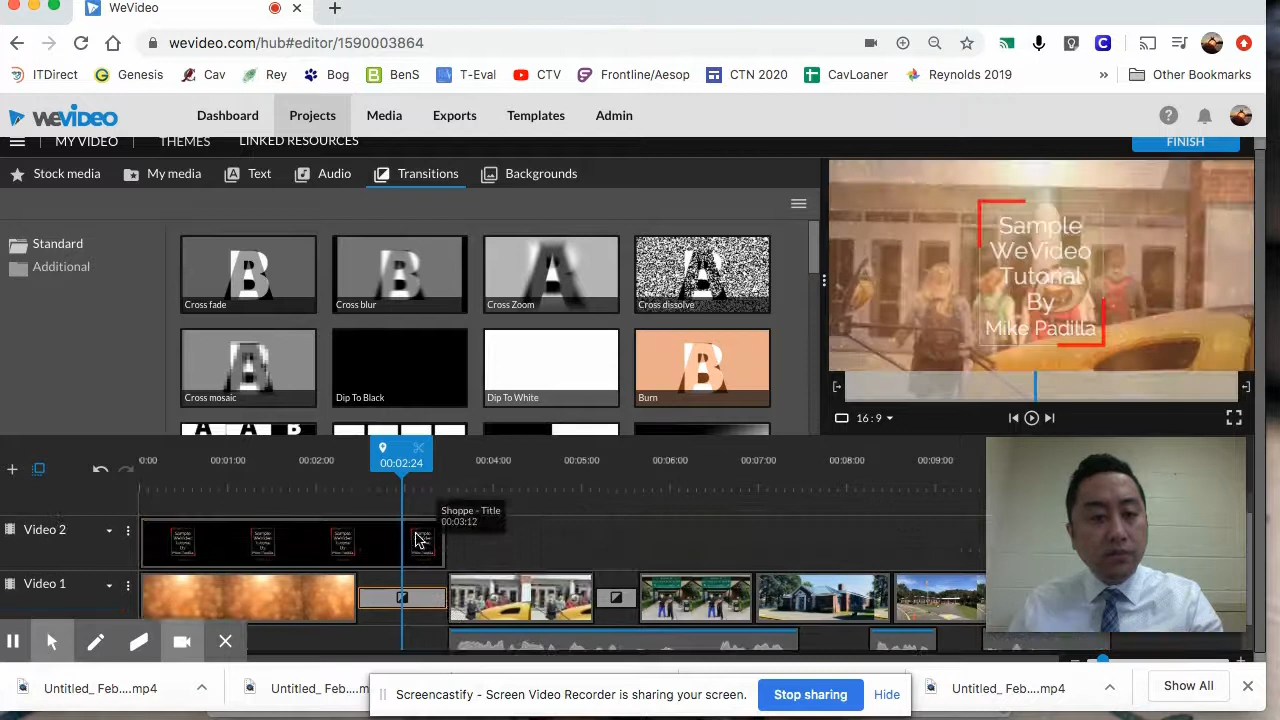 WeVideo
wevideo.com/hub#editor/1590003864
ITDirect
Genesis
Cav
Rey
Bog
BenS
T-Eval
CTV
Frontline/Aesop
CTN 2020
CavLoaner
Reynolds 2019
»
Other Bookmarks
WEVIDEO
Dashboard
Projects
Media
Exports
Templates
Admin
MY VIDEO
THEMES
LINKED RESOURCES
FINISH
Stock media
My media
Text
Audio
Transitions
Backgrounds
Standard
Additional
Cross fade
Cross blur
Cross Zoom
Cross dissolve
Cross mosaic
Dip To Black
Dip To White
Burn
Sample
WeVideo
Tutorial
By
Mike Padilla
16:9
0:00
00:01:00
00:02:00
00:02:24
00:04:00
00:05:00
00:06:00
00:07:00
00:08:00
00:09:00
Shoppe - Title
00:03:12
Video 2
Video 1
Untitled_ Feb....mp4
Untitled_ Feb....m
Screencastify - Screen Video Recorder is sharing your screen.
Stop sharing
Hide
Untitled_ Feb....mp4
Show All